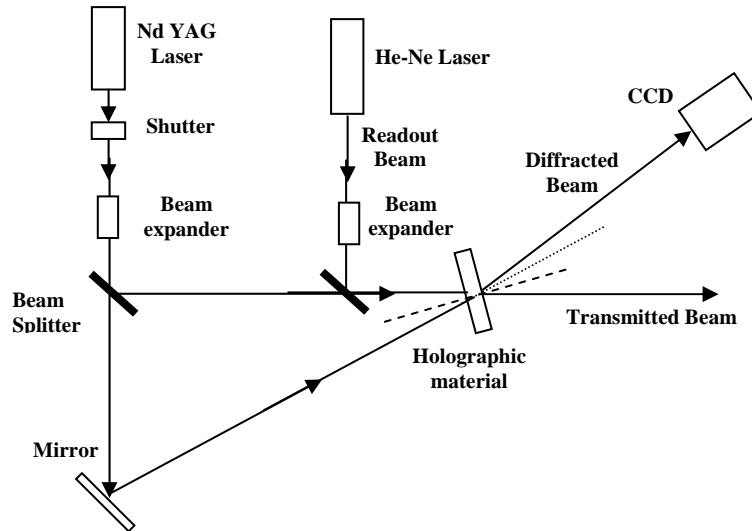 Nd YAG
Laser
He-Ne Laser
CCD
Shutter
Readout
Beam
Diffracted
Beam
Beam
expander
Beam
expander
Beam
Splitter
Transmitted Beam
Holographic
material
Mirror